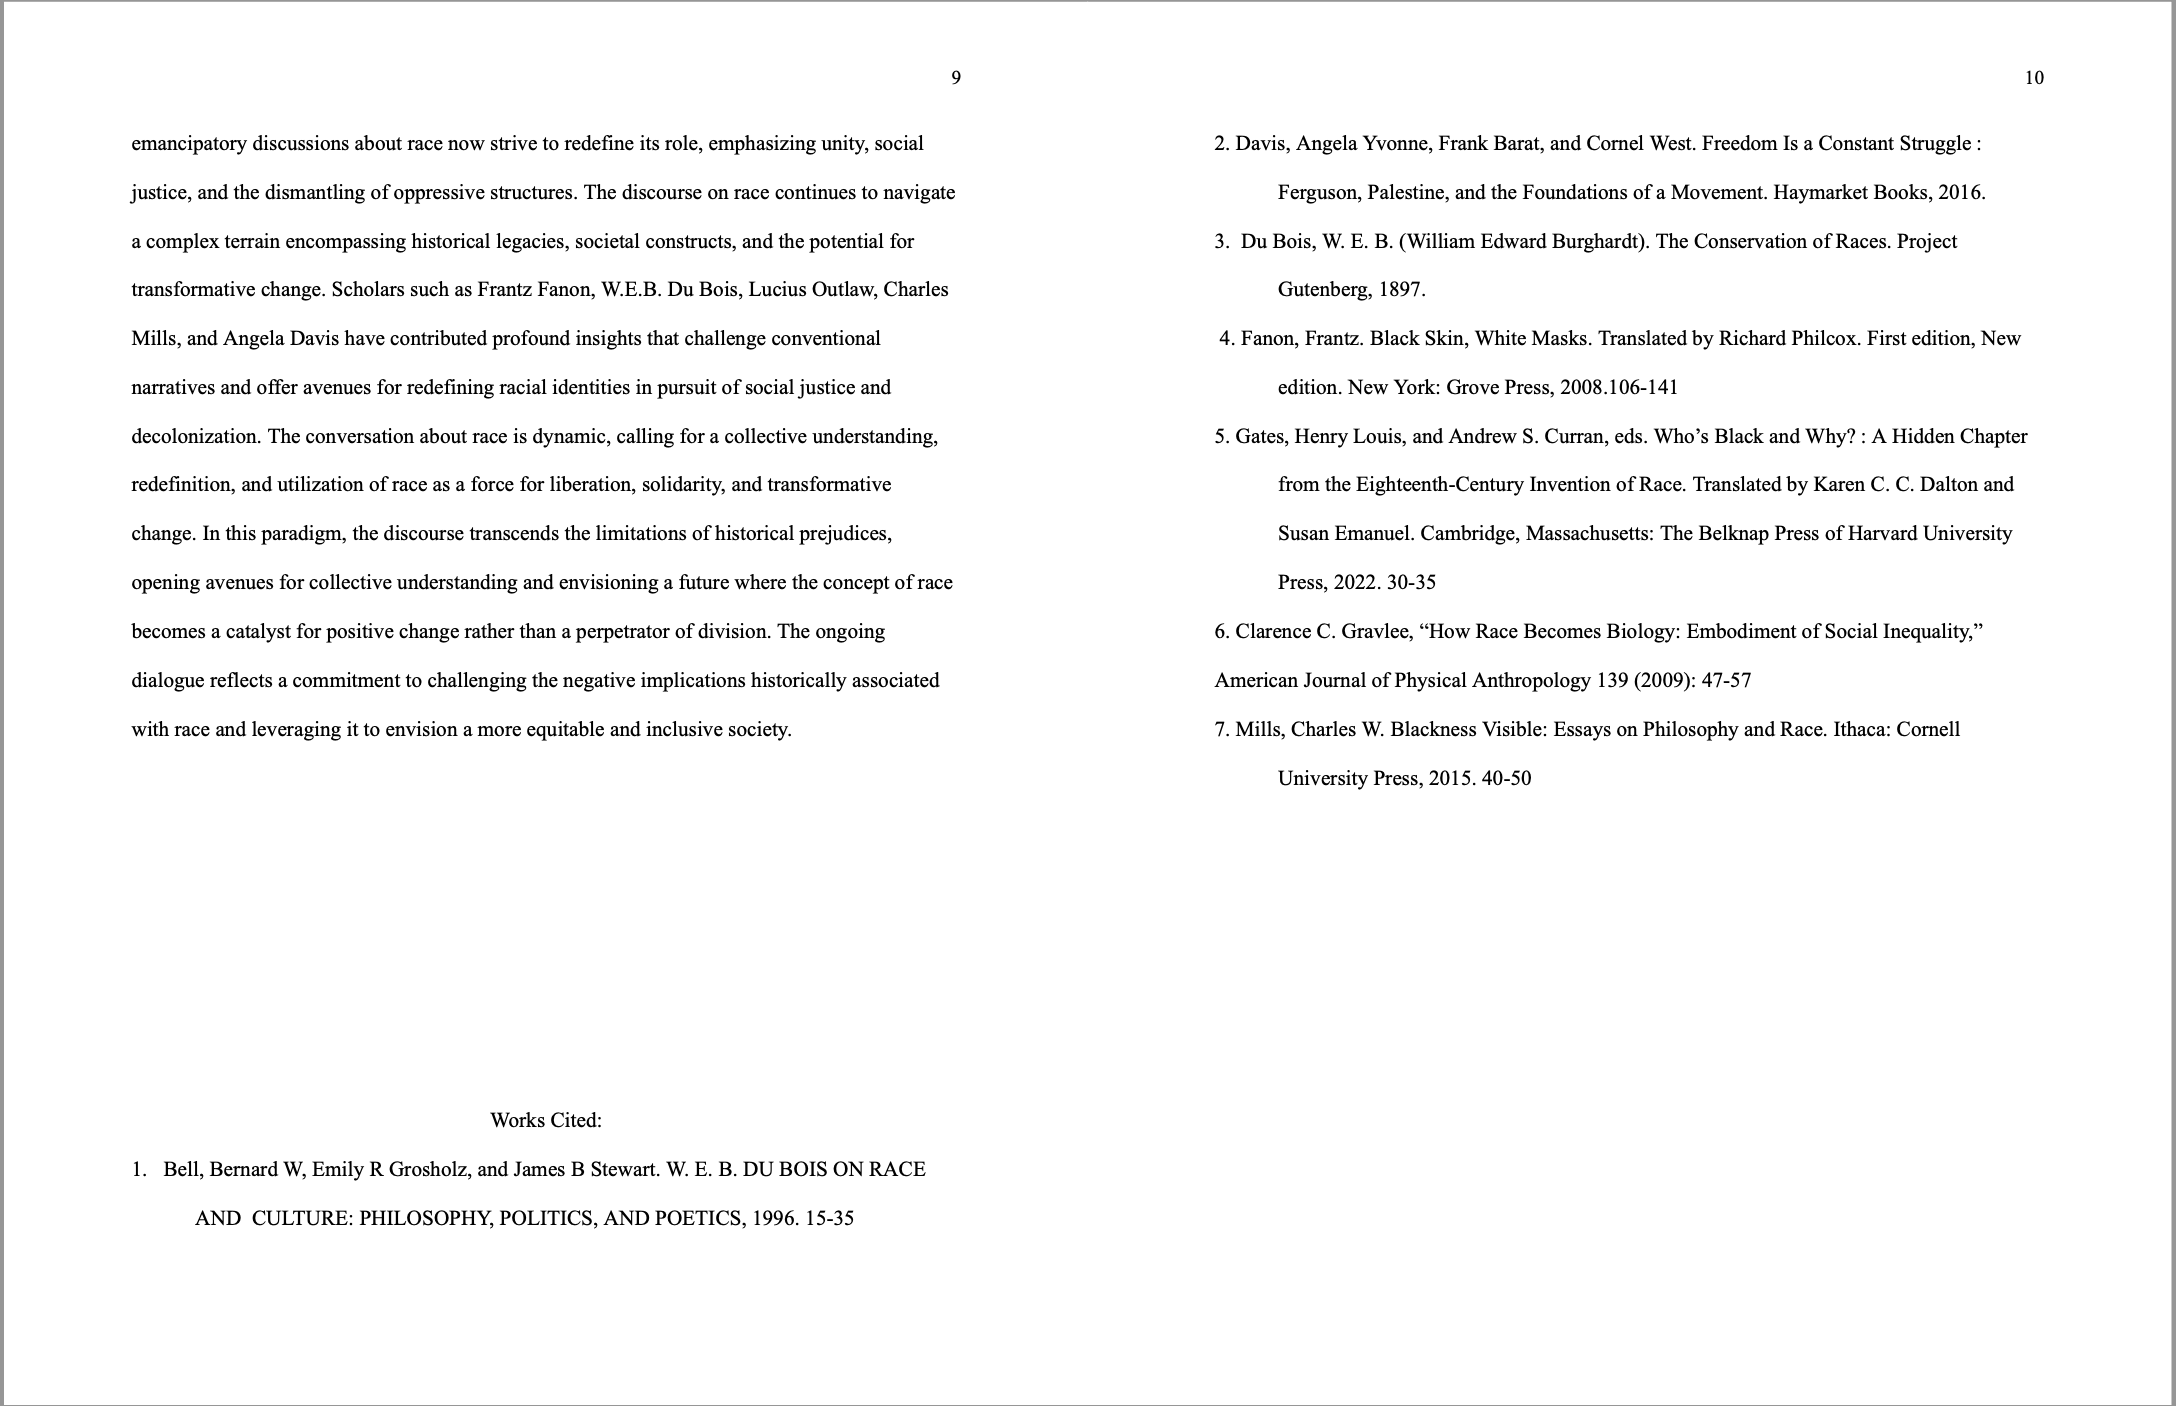 9
emancipatory discussions about race now strive to redefine its role, emphasizing unity, social
justice, and the dismantling of oppressive structures. The discourse on race continues to navigate
a complex terrain encompassing historical legacies, societal constructs, and the potential for
transformative change. Scholars such as Frantz Fanon, W.E.B. Du Bois, Lucius Outlaw, Charles
Mills, and Angela Davis have contributed profound insights that challenge conventional
narratives and offer avenues for redefining racial identities in pursuit of social justice and
decolonization. The conversation about race is dynamic, calling for a collective understanding,
redefinition, and utilization of race as a force for liberation, solidarity, and transformative
change. In this paradigm, the discourse transcends the limitations of historical prejudices,
opening avenues for collective understanding and envisioning a future where the concept of race
becomes a catalyst for positive change rather than a perpetrator of division. The ongoing
dialogue reflects a commitment to challenging the negative implications historically associated
with race and leveraging it to envision a more equitable and inclusive society.
Works Cited:
1. Bell, Bernard W, Emily R Grosholz, and James B Stewart. W. E. B. DU BOIS ON RACE
AND CULTURE: PHILOSOPHY, POLITICS, AND POETICS, 1996. 15-35
10
2. Davis, Angela Yvonne, Frank Barat, and Cornel West. Freedom Is a Constant Struggle :
Ferguson, Palestine, and the Foundations of a Movement. Haymarket Books, 2016.
3. Du Bois, W. E. B. (William Edward Burghardt). The Conservation of Races. Project
Gutenberg, 1897.
4. Fanon, Frantz. Black Skin, White Masks. Translated by Richard Philcox. First edition, New
edition. New York: Grove Press, 2008.106-141
5. Gates, Henry Louis, and Andrew S. Curran, eds. Who’s Black and Why? : A Hidden Chapter
from the Eighteenth-Century Invention of Race. Translated by Karen C. C. Dalton and
Susan Emanuel. Cambridge, Massachusetts: The Belknap Press of Harvard University
Press, 2022. 30-35
6. Clarence C. Gravlee, “How Race Becomes Biology: Embodiment of Social Inequality,”
American Journal of Physical Anthropology 139 (2009): 47-57
7. Mills, Charles W. Blackness Visible: Essays on Philosophy and Race. Ithaca: Cornell
University Press, 2015. 40-50